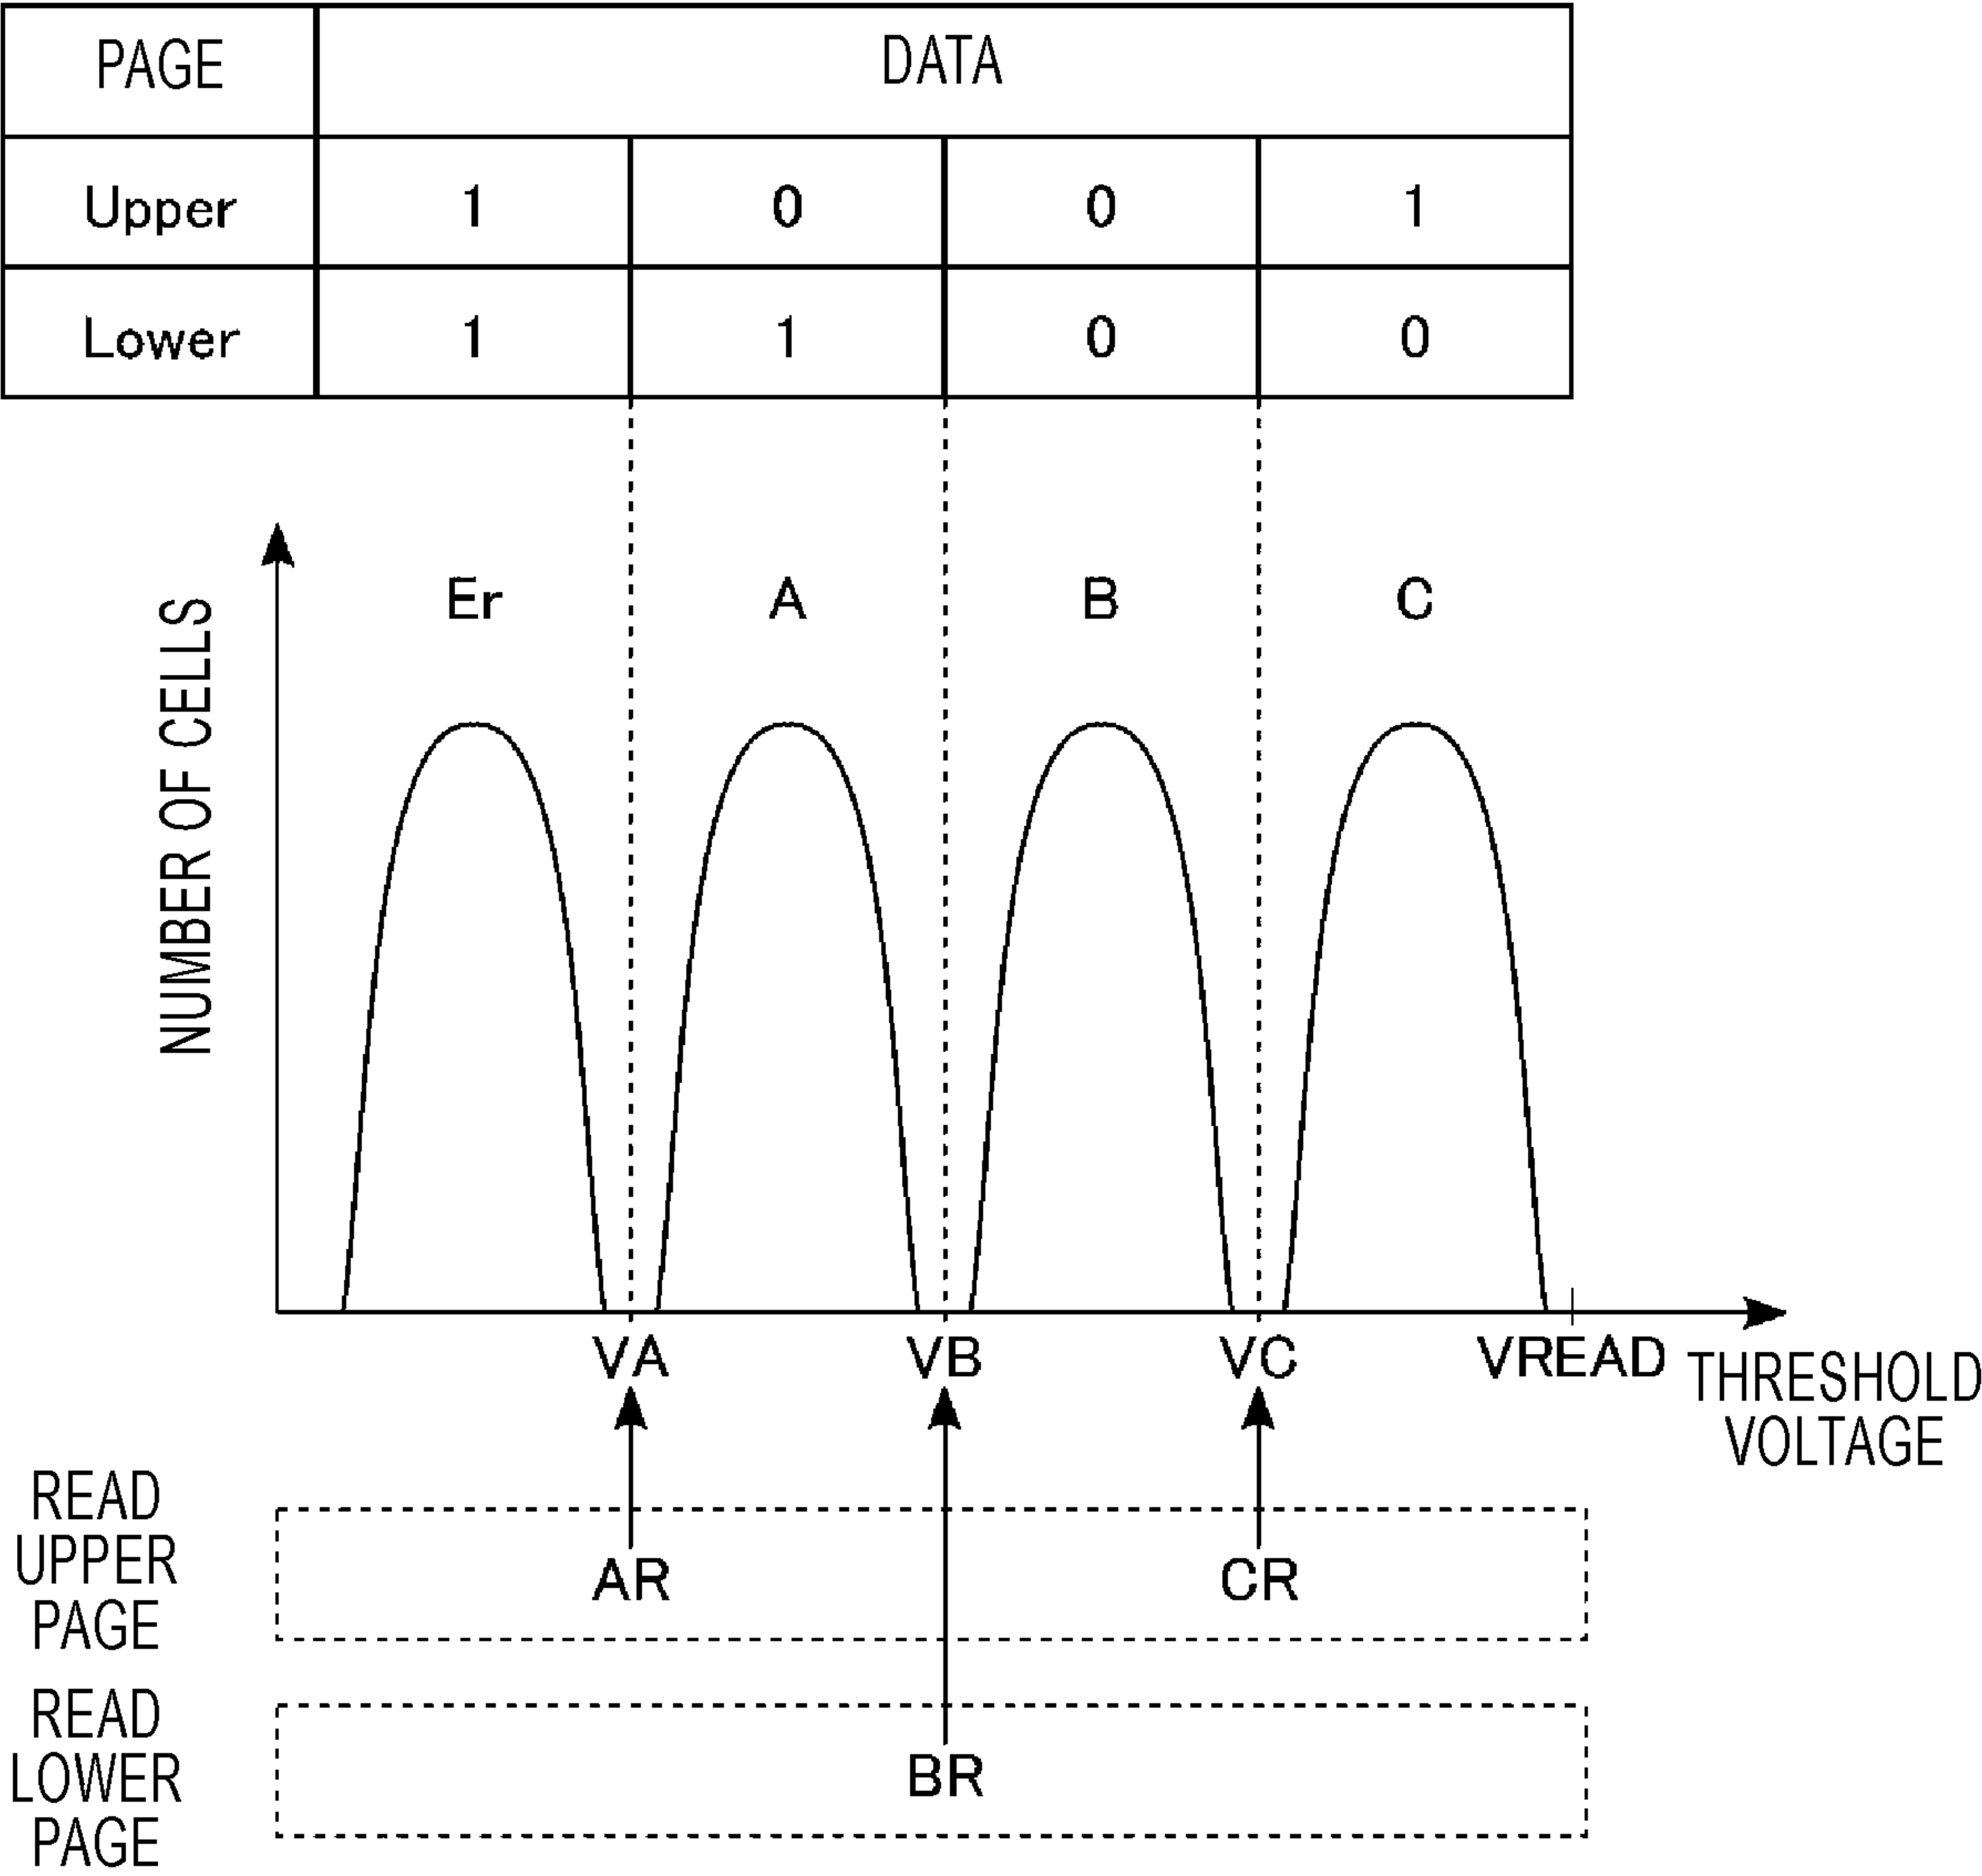 PAGE DATA
Upper 1 0 0 1
Lower 1 1 0 0
Er A B C
NUMBER OF CELLS
VA VB VC VREAD
THRESHOLD
VOLTAGE
READ
UPPER
PAGE
AR CR
READ
LOWER
PAGE
BR